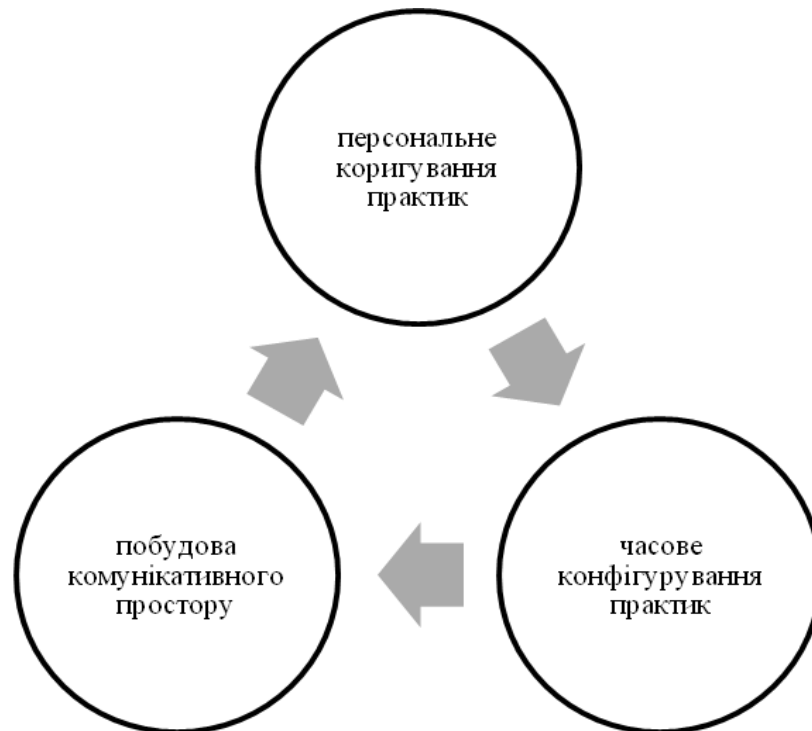 персональне
коригування
практик
побудова
комунікативного
простору
часове
конфігурування
практик